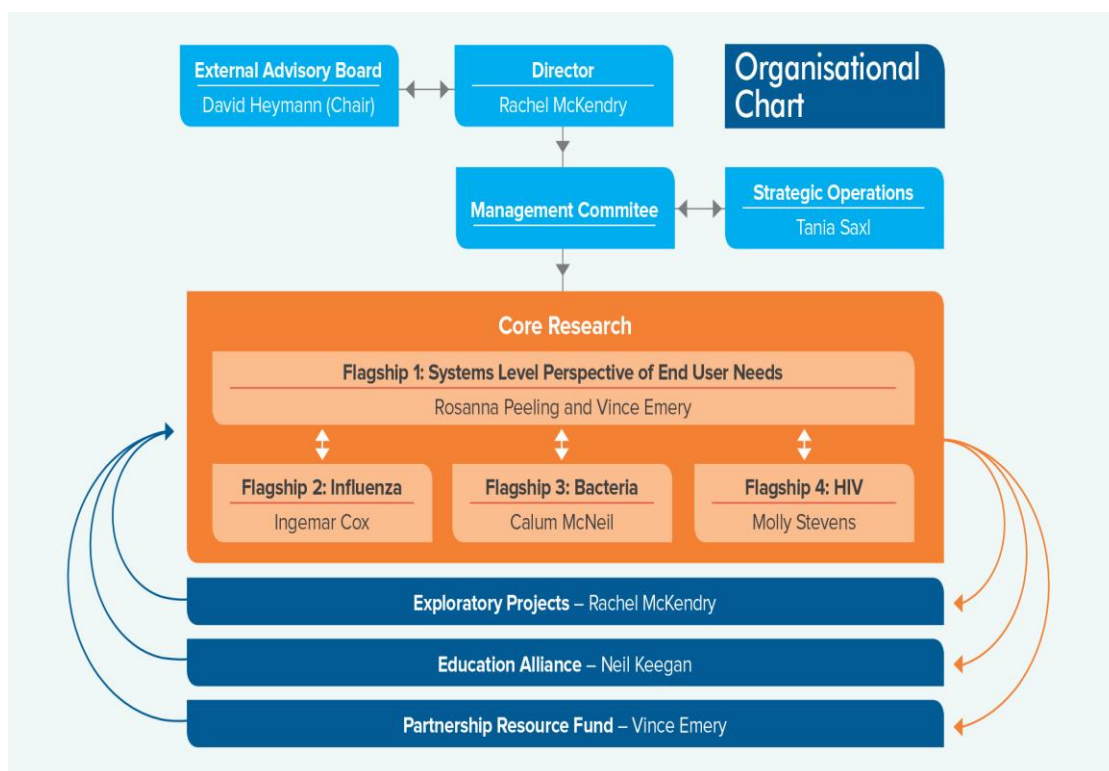 External Advisory Board
David Heymann (Chair)
Director
Rachel McKendry
Organisational
Chart
Management Commitee
Strategic Operations
Tania Saxl
Core Research
Flagship 1: Systems Level Perspective of End User Needs
Rosanna Peeling and Vince Emery
Flagship 2: Influenza
Ingemar Cox
Flagship 3: Bacteria
Calum McNeil
Flagship 4: HIV
Molly Stevens
Exploratory Projects – Rachel McKendry
Education Alliance – Neil Keegan
Partnership Resource Fund – Vince Emery